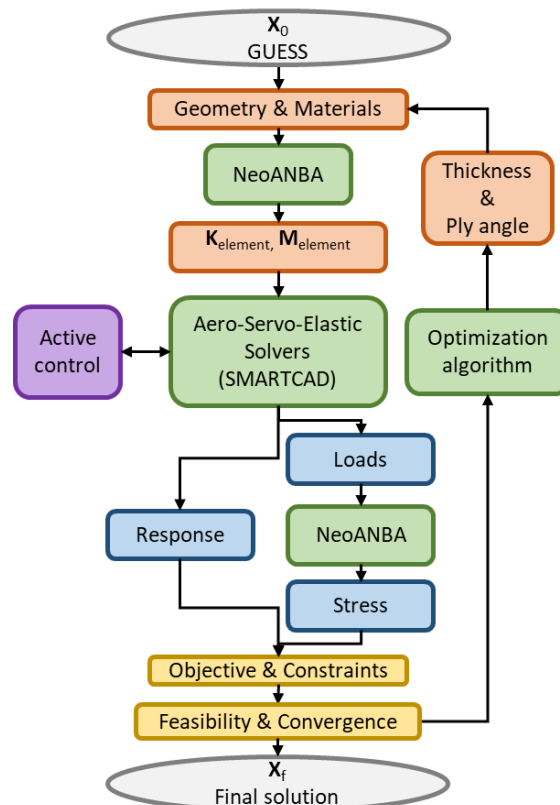 X0
GUESS
Geometry & Materials
NeoANBA
Thickness
&
Ply angle
Kelement, Melement
Active
control
Aero-Servo-Elastic
Solvers
(SMARTCAD)
Optimization
algorithm
Loads
Response
NeoANBA
Stress
Objective & Constraints
Feasibility & Convergence
Xf
Final solution